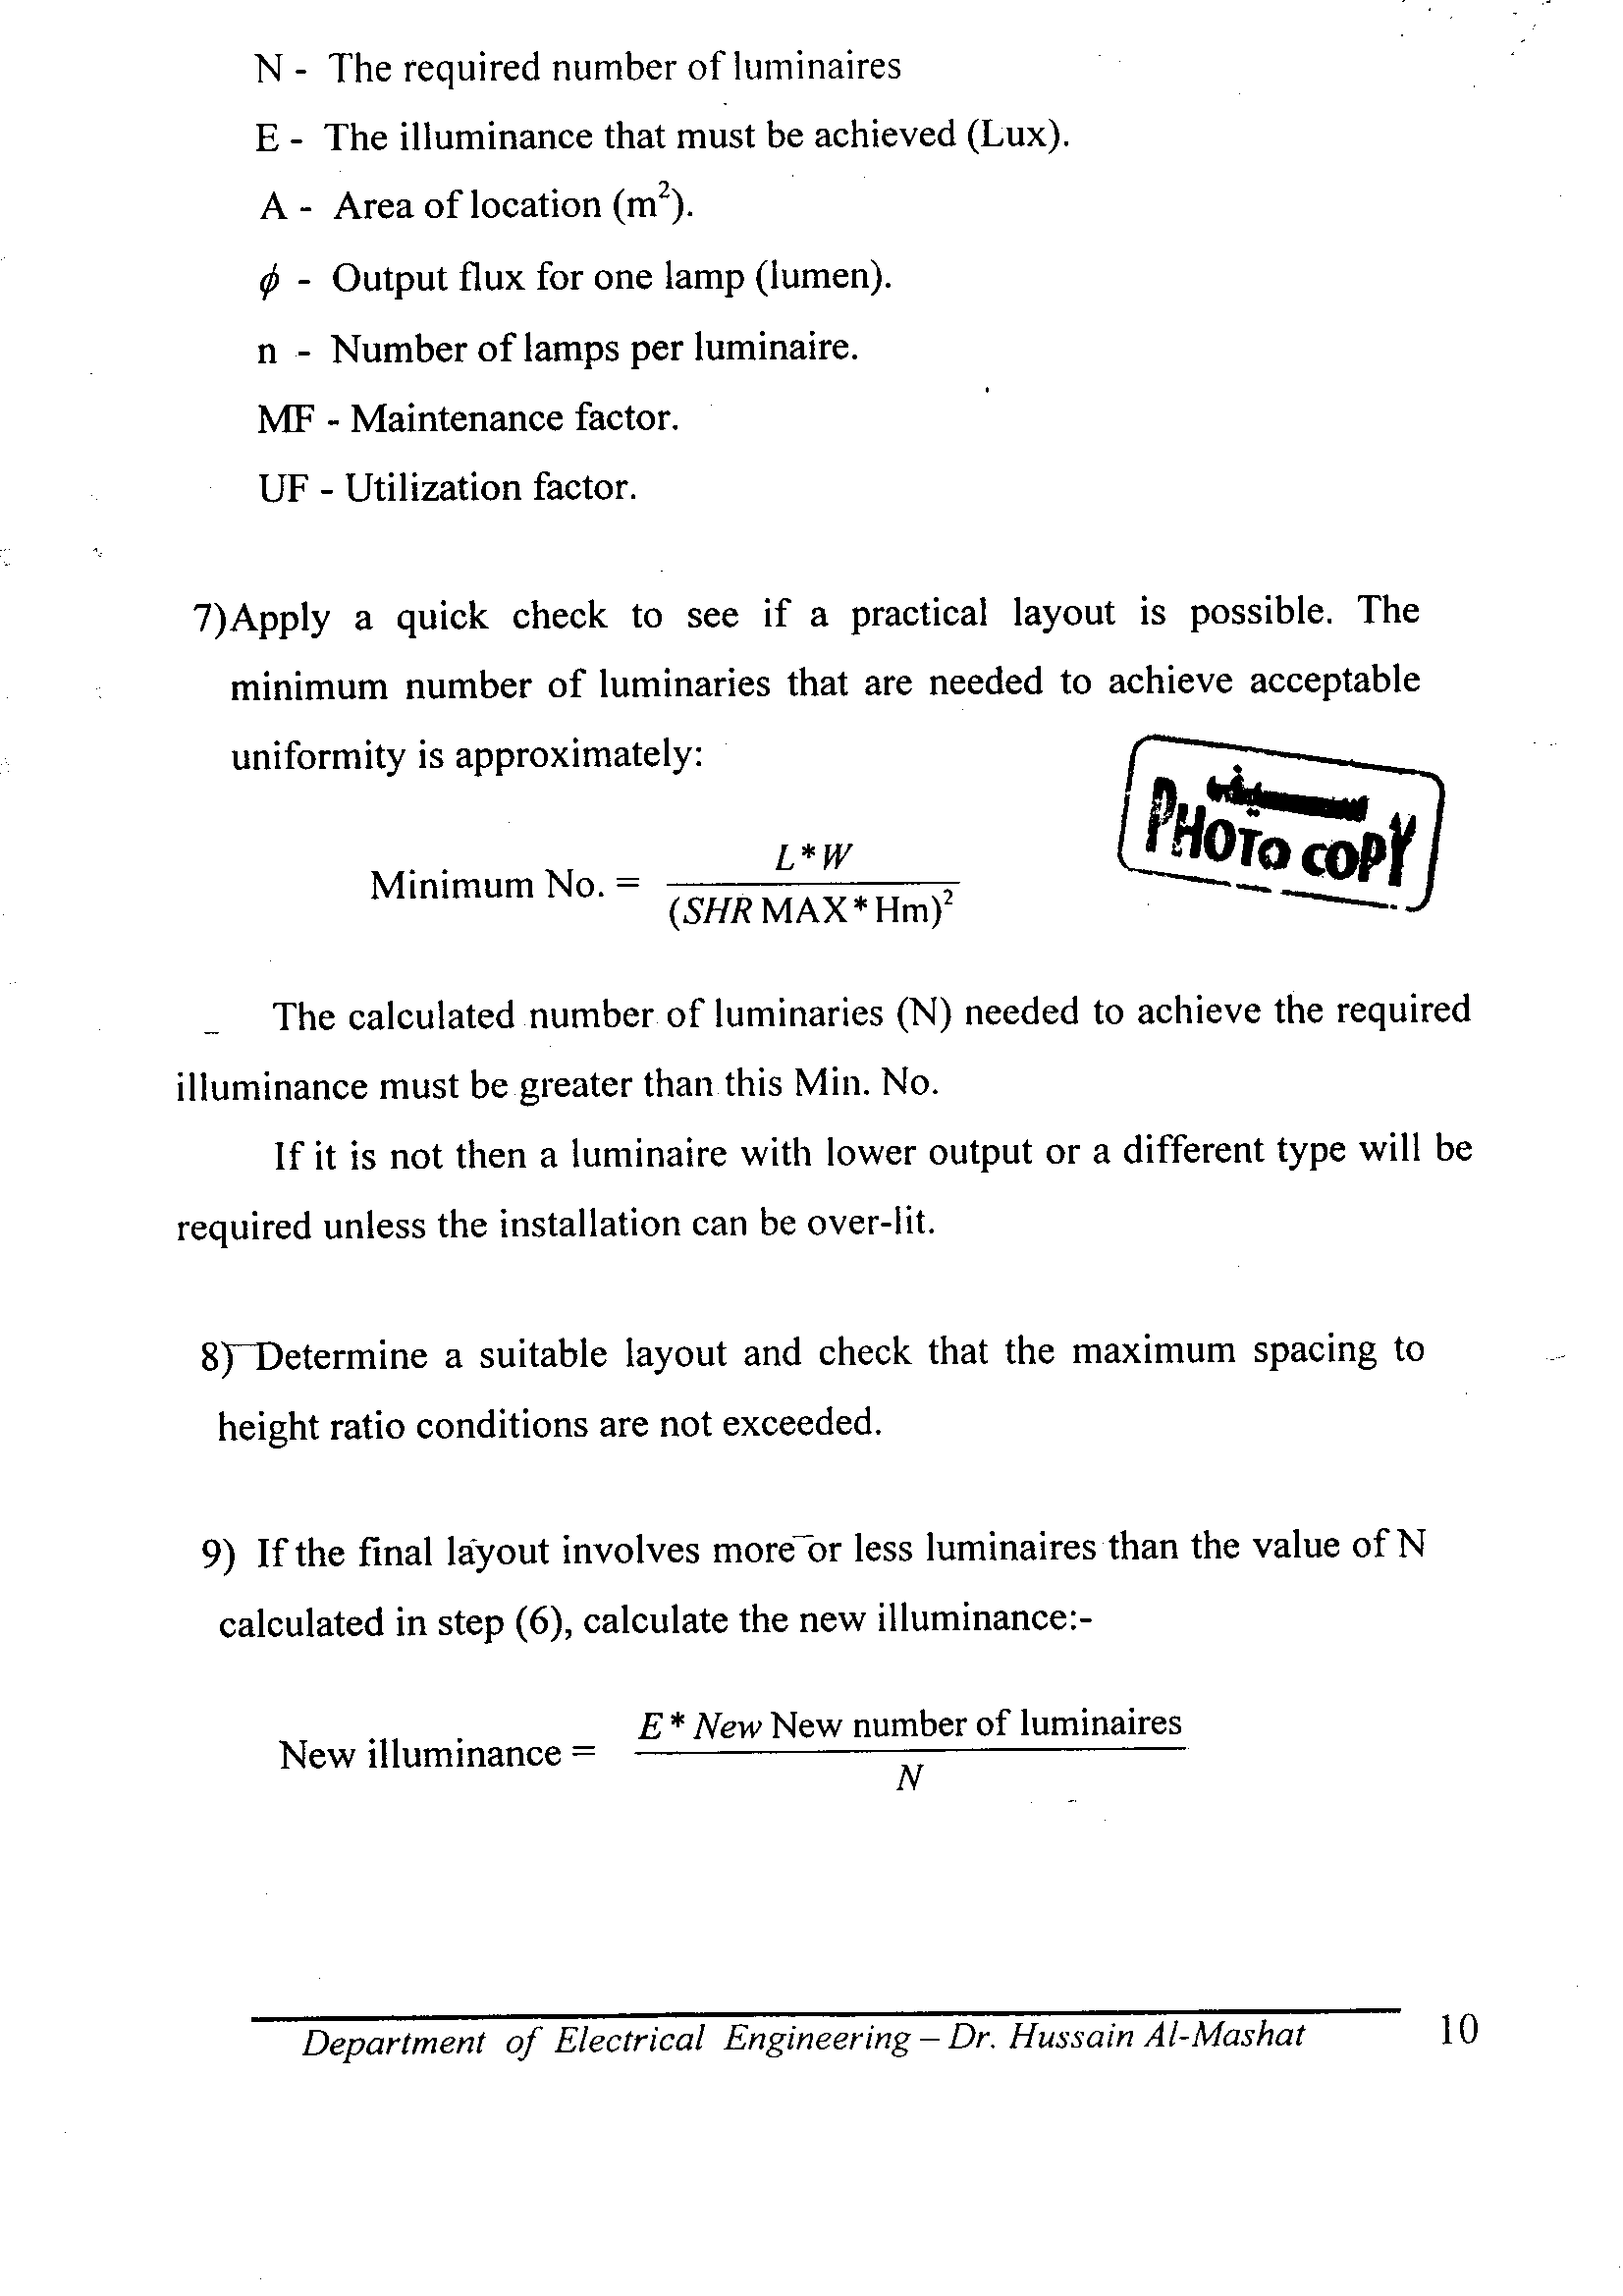 N - The required number of luminaires
E - The illuminance that must be achieved (Lux).
A - Area of location (m²).
ϕ - Output flux for one lamp (lumen).
n - Number of lamps per luminaire.
MF - Maintenance factor.
UF - Utilization factor.
7)Apply a quick check to see if a practical layout is possible. The
minimum number of luminaries that are needed to achieve acceptable
uniformity is approximately:
PHOTO COPY
L*W
Minimum No. =
(SHR MAX*Hm)²
The calculated number of luminaries (N) needed to achieve the required
illuminance must be greater than this Min. No.
If it is not then a luminaire with lower output or a different type will be
required unless the installation can be over-lit.
8) Determine a suitable layout and check that the maximum spacing to
height ratio conditions are not exceeded.
9) If the final layout involves more or less luminaires than the value of N
calculated in step (6), calculate the new illuminance:-
E * New New number of luminaires
New illuminance =
N
Department of Electrical Engineering – Dr. Hussain Al-Mashat 10